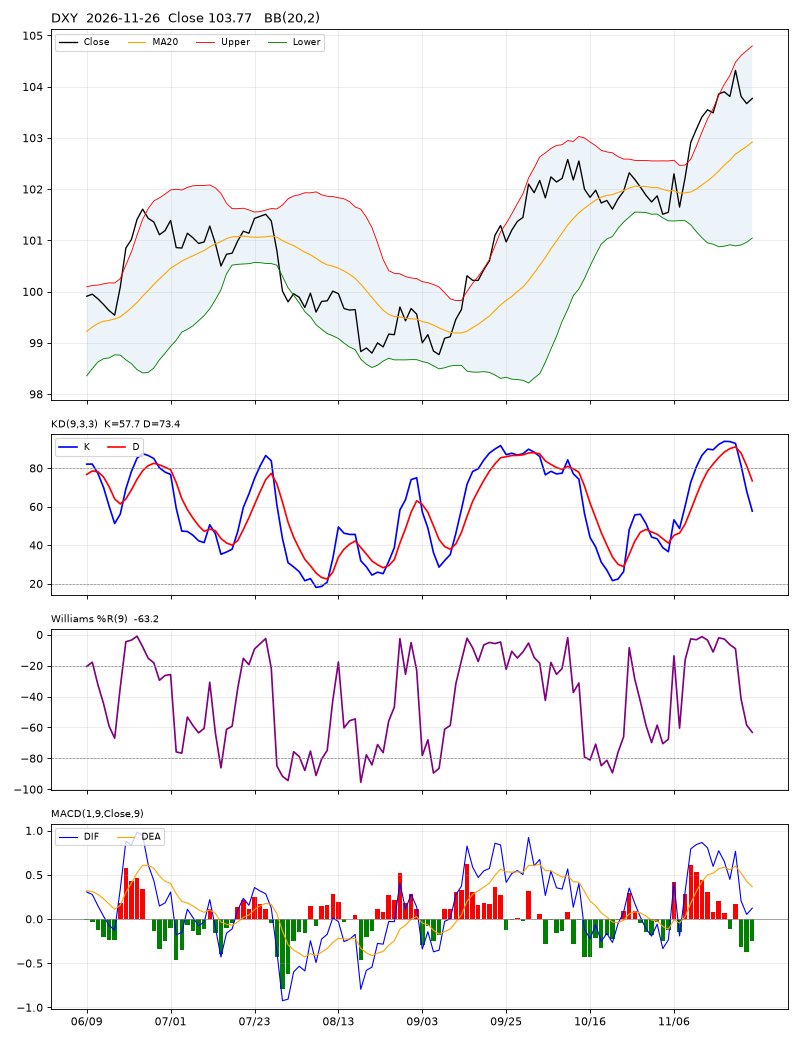 DXY  2026-11-26  Close 103.77   BB(20,2)
Close
MA20
Upper
Lower
105
104
103
102
101
100
99
98
KD(9,3,3)  K=57.7 D=73.4
K
D
80
60
40
20
Williams %R(9)  -63.2
0
−20
−40
−60
−80
−100
MACD(1,9,Close,9)
DIF
DEA
1.0
0.5
0.0
−0.5
−1.0
06/09
07/01
07/23
08/13
09/03
09/25
10/16
11/06